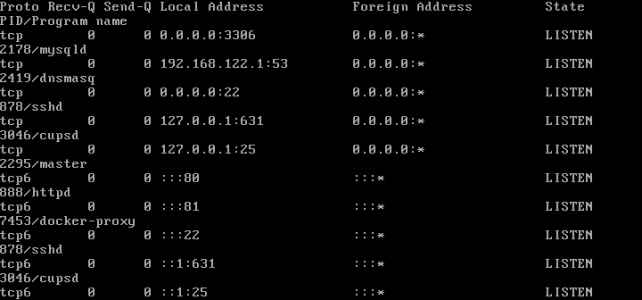 Proto Recv-Q Send-Q Local Address           Foreign Address         State
PID/Program name
tcp        0      0 0.0.0.0:3306            0.0.0.0:*               LISTEN
2178/mysqld
tcp        0      0 192.168.122.1:53        0.0.0.0:*               LISTEN
2419/dnsmasq
tcp        0      0 0.0.0.0:22              0.0.0.0:*               LISTEN
878/sshd
tcp        0      0 127.0.0.1:631           0.0.0.0:*               LISTEN
3046/cupsd
tcp        0      0 127.0.0.1:25            0.0.0.0:*               LISTEN
2295/master
tcp6       0      0 :::80                   :::*                    LISTEN
888/httpd
tcp6       0      0 :::81                   :::*                    LISTEN
7453/docker-proxy
tcp6       0      0 :::22                   :::*                    LISTEN
878/sshd
tcp6       0      0 ::1:631                 :::*                    LISTEN
3046/cupsd
tcp6       0      0 ::1:25                  :::*                    LISTEN